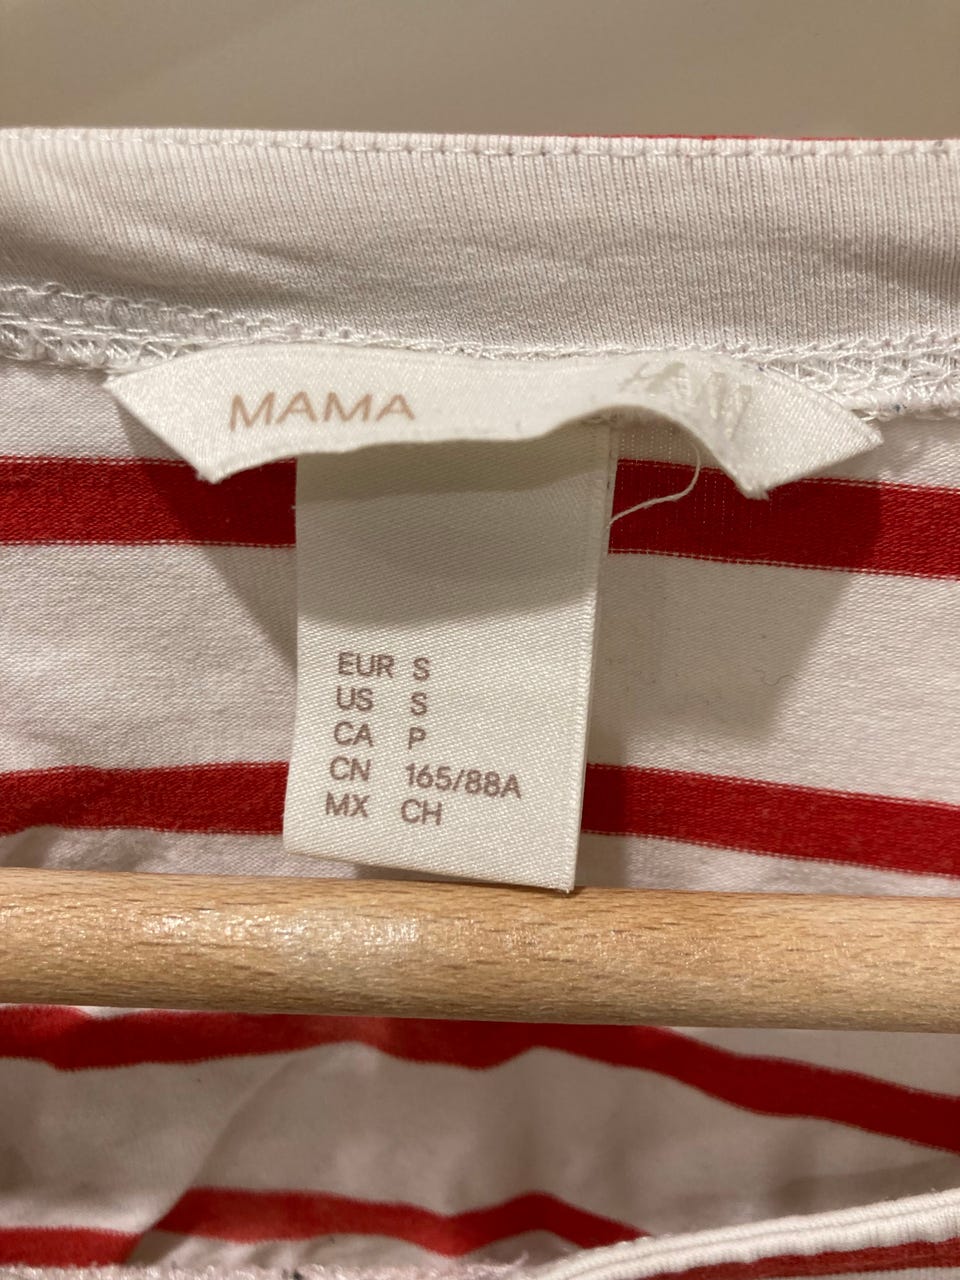 MAMA
EUR S
US S
CA P
CN 165/88A
MX CH